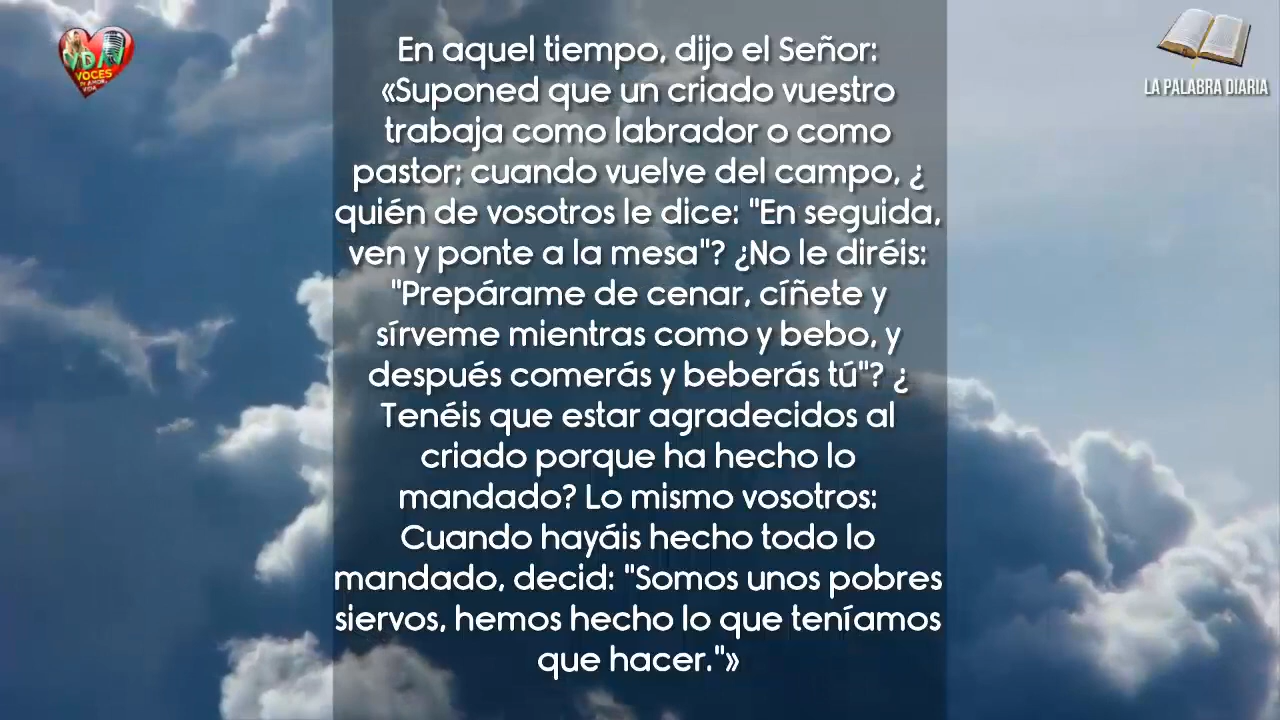 En aquel tiempo, dijo el Señor:
«Suponed que un criado vuestro
trabaja como labrador o como
pastor; cuando vuelve del campo, ¿
quién de vosotros le dice: "En seguida,
ven y ponte a la mesa"? ¿No le diréis:
"Prepárame de cenar, cíñete y
sírveme mientras como y bebo, y
después comerás y beberás tú"? ¿
Tenéis que estar agradecidos al
criado porque ha hecho lo
mandado? Lo mismo vosotros:
Cuando hayáis hecho todo lo
mandado, decid: "Somos unos pobres
siervos, hemos hecho lo que teníamos
que hacer."»
VOCES
VIDA
LA PALABRA DIARIA